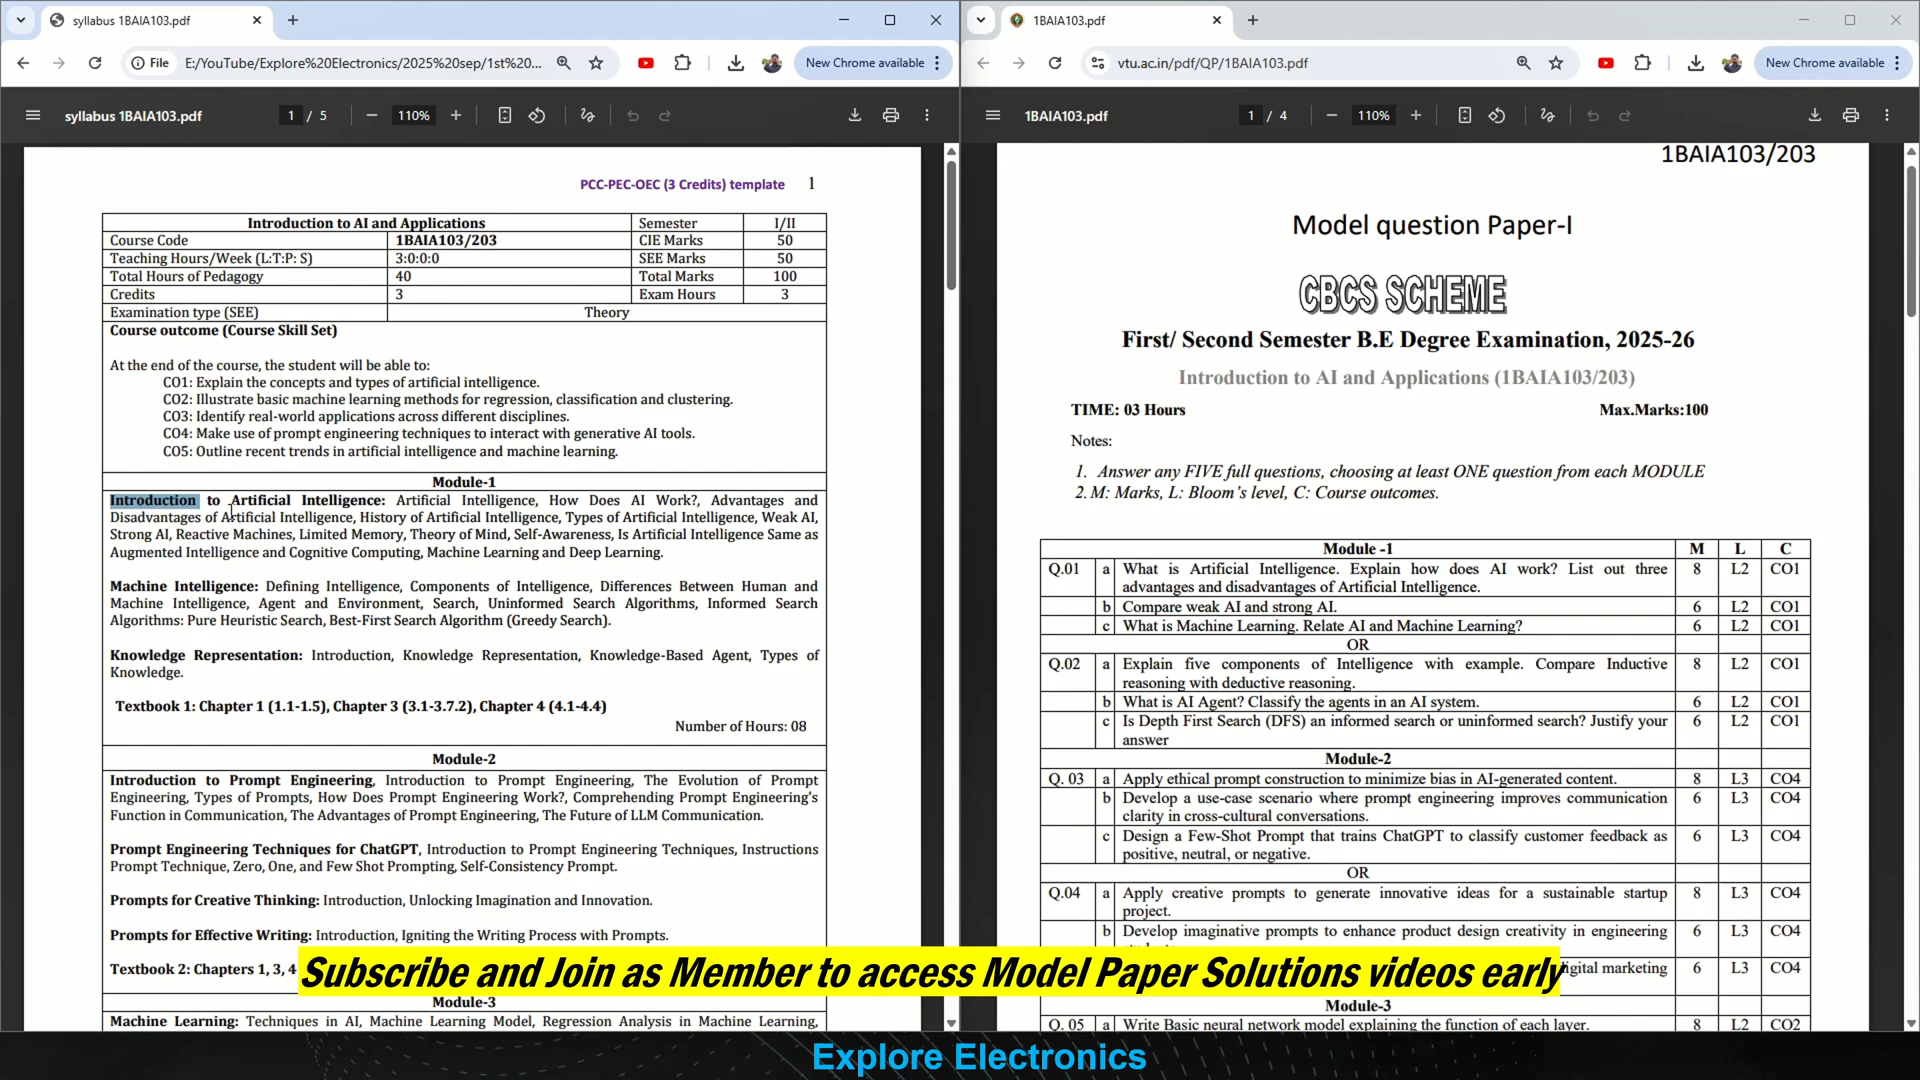 syllabus 1BAIA103.pdf
File
E:/YouTube/Explore%20Electronics/2025%20sep/1st%20...
New Chrome available
syllabus 1BAIA103.pdf
1 / 5
110%
PCC-PEC-OEC (3 Credits) template 1
Introduction to AI and Applications Semester I/II
Course Code 1BAIA103/203 CIE Marks 50
Teaching Hours/Week (L:T:P: S) 3:0:0:0 SEE Marks 50
Total Hours of Pedagogy 40 Total Marks 100
Credits 3 Exam Hours 3
Examination type (SEE) Theory
Course outcome (Course Skill Set)
At the end of the course, the student will be able to:
CO1: Explain the concepts and types of artificial intelligence.
CO2: Illustrate basic machine learning methods for regression, classification and clustering.
CO3: Identify real-world applications across different disciplines.
CO4: Make use of prompt engineering techniques to interact with generative AI tools.
CO5: Outline recent trends in artificial intelligence and machine learning.
Module-1
Introduction to Artificial Intelligence: Artificial Intelligence, How Does AI Work?, Advantages and
Disadvantages of Artificial Intelligence, History of Artificial Intelligence, Types of Artificial Intelligence, Weak AI,
Strong AI, Reactive Machines, Limited Memory, Theory of Mind, Self-Awareness, Is Artificial Intelligence Same as
Augmented Intelligence and Cognitive Computing, Machine Learning and Deep Learning.
Machine Intelligence: Defining Intelligence, Components of Intelligence, Differences Between Human and
Machine Intelligence, Agent and Environment, Search, Uninformed Search Algorithms, Informed Search
Algorithms: Pure Heuristic Search, Best-First Search Algorithm (Greedy Search).
Knowledge Representation: Introduction, Knowledge Representation, Knowledge-Based Agent, Types of
Knowledge.
Textbook 1: Chapter 1 (1.1-1.5), Chapter 3 (3.1-3.7.2), Chapter 4 (4.1-4.4)
Number of Hours: 08
Module-2
Introduction to Prompt Engineering, Introduction to Prompt Engineering, The Evolution of Prompt
Engineering, Types of Prompts, How Does Prompt Engineering Work?, Comprehending Prompt Engineering's
Function in Communication, The Advantages of Prompt Engineering, The Future of LLM Communication.
Prompt Engineering Techniques for ChatGPT, Introduction to Prompt Engineering Techniques, Instructions
Prompt Technique, Zero, One, and Few Shot Prompting, Self-Consistency Prompt.
Prompts for Creative Thinking: Introduction, Unlocking Imagination and Innovation.
Prompts for Effective Writing: Introduction, Igniting the Writing Process with Prompts.
Textbook 2: Chapters 1, 3, 4
Module-3
Machine Learning: Techniques in AI, Machine Learning Model, Regression Analysis in Machine Learning,
1BAIA103.pdf
vtu.ac.in/pdf/QP/1BAIA103.pdf
New Chrome available
1BAIA103.pdf
1 / 4
110%
1BAIA103/203
Model question Paper-I
CBCS SCHEME
First/ Second Semester B.E Degree Examination, 2025-26
Introduction to AI and Applications (1BAIA103/203)
TIME: 03 Hours Max.Marks:100
Notes:
1. Answer any FIVE full questions, choosing at least ONE question from each MODULE
2. M: Marks, L: Bloom's level, C: Course outcomes.
Module -1 M L C
Q.01 a What is Artificial Intelligence. Explain how does AI work? List out three 8 L2 CO1
advantages and disadvantages of Artificial Intelligence.
b Compare weak AI and strong AI. 6 L2 CO1
c What is Machine Learning. Relate AI and Machine Learning? 6 L2 CO1
OR
Q.02 a Explain five components of Intelligence with example. Compare Inductive 8 L2 CO1
reasoning with deductive reasoning.
b What is AI Agent? Classify the agents in an AI system. 6 L2 CO1
c Is Depth First Search (DFS) an informed search or uninformed search? Justify your 6 L2 CO1
answer
Module-2
Q. 03 a Apply ethical prompt construction to minimize bias in AI-generated content. 8 L3 CO4
b Develop a use-case scenario where prompt engineering improves communication 6 L3 CO4
clarity in cross-cultural conversations.
c Design a Few-Shot Prompt that trains ChatGPT to classify customer feedback as 6 L3 CO4
positive, neutral, or negative.
OR
Q.04 a Apply creative prompts to generate innovative ideas for a sustainable startup 8 L3 CO4
project.
b Develop imaginative prompts to enhance product design creativity in engineering 6 L3 CO4
digital marketing 6 L3 CO4
Module-3
Q. 05 a Write Basic neural network model explaining the function of each layer. 8 L2 CO2
Subscribe and Join as Member to access Model Paper Solutions videos early
Explore Electronics